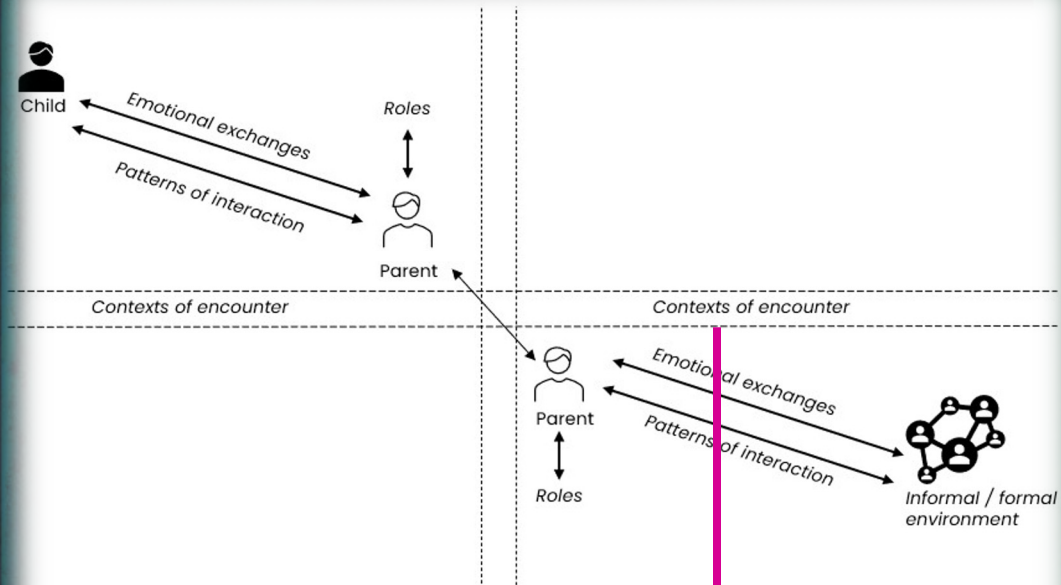 Child
Emotional exchanges
Patterns of interaction
Roles
Parent
Contexts of encounter
Contexts of encounter
Parent
Roles
Emotional exchanges
Patterns of interaction
Informal / formal
environment